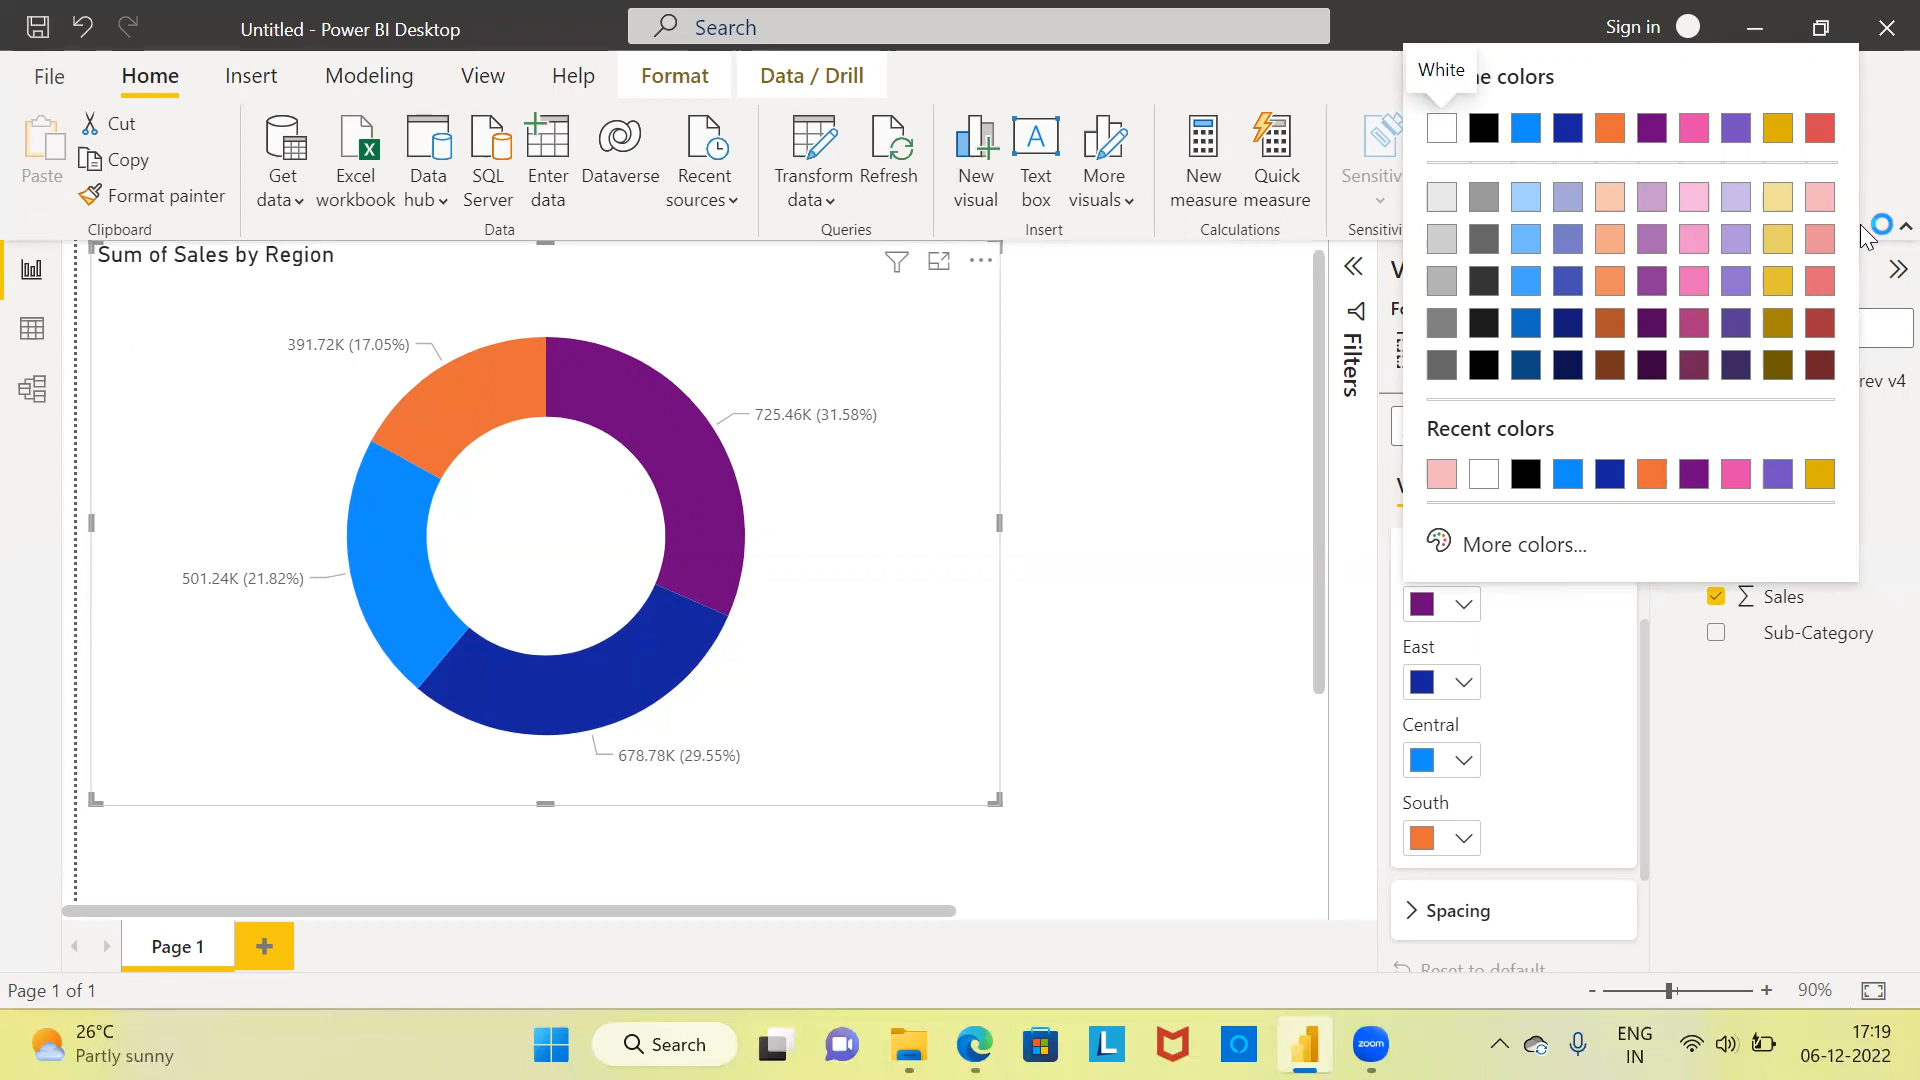 Untitled - Power BI Desktop
Search
Sign in
File
Home
Insert
Modeling
View
Help
Format
Data / Drill
Paste
Cut
Copy
Format painter
Clipboard
Get
data
Excel
workbook
Data
hub
SQL
Server
Enter
data
Dataverse
Recent
sources
Data
Transform
data
Refresh
Queries
New
visual
Text
box
More
visuals
Insert
New
measure
Quick
measure
Calculations
Sensitiv
Sensitivi
White
e colors
Recent colors
More colors...
Sum of Sales by Region
391.72K (17.05%)
725.46K (31.58%)
501.24K (21.82%)
678.78K (29.55%)
Filters
rev v4
East
Central
South
Spacing
Reset to default
Sales
Sub-Category
Page 1
Page 1 of 1
90%
26°C
Partly sunny
Search
zoom
ENG
IN
17:19
06-12-2022